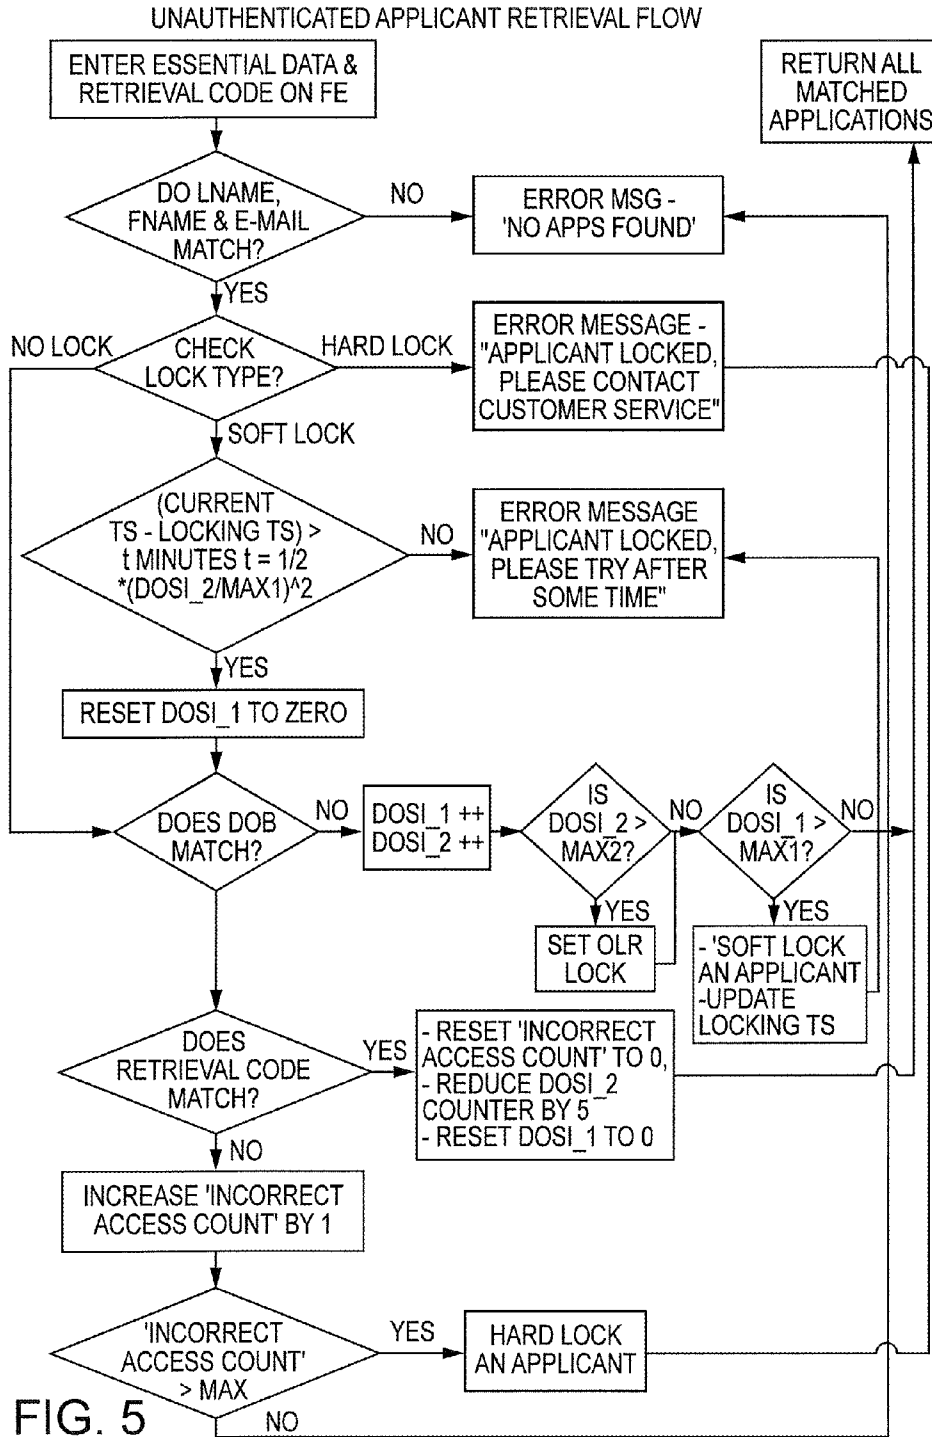 UNAUTHENTICATED APPLICANT RETRIEVAL FLOW
ENTER ESSENTIAL DATA &
RETRIEVAL CODE ON FE
RETURN ALL
MATCHED
APPLICATIONS
DO LNAME,
FNAME & E-MAIL
MATCH?
NO
ERROR MSG -
'NO APPS FOUND'
YES
NO LOCK
CHECK
LOCK TYPE?
HARD LOCK
ERROR MESSAGE -
"APPLICANT LOCKED,
PLEASE CONTACT
CUSTOMER SERVICE"
SOFT LOCK
(CURRENT
TS - LOCKING TS) >
t MINUTES t = 1/2
*(DOSI_2/MAX1)^2
NO
ERROR MESSAGE
"APPLICANT LOCKED,
PLEASE TRY AFTER
SOME TIME"
YES
RESET DOSI_1 TO ZERO
DOES DOB
MATCH?
NO
DOSI_1 ++
DOSI_2 ++
IS
DOSI_2 >
MAX2?
NO
IS
DOSI_1 >
MAX1?
NO
YES
SET OLR
LOCK
YES
- 'SOFT LOCK
AN APPLICANT
-UPDATE
LOCKING TS
DOES
RETRIEVAL CODE
MATCH?
YES
- RESET 'INCORRECT
ACCESS COUNT' TO 0,
- REDUCE DOSI_2
COUNTER BY 5
- RESET DOSI_1 TO 0
NO
INCREASE 'INCORRECT
ACCESS COUNT' BY 1
'INCORRECT
ACCESS COUNT'
> MAX
YES
HARD LOCK
AN APPLICANT
NO
FIG. 5